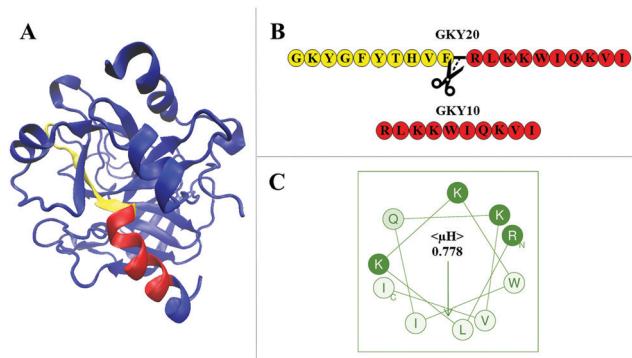 A
B
GKY20
G K Y G F Y T H V F R L K K W I Q K V I
GKY10
R L K K W I Q K V I
C
K
Q K
R N
<μH>
0.778
K
I C W
I L V